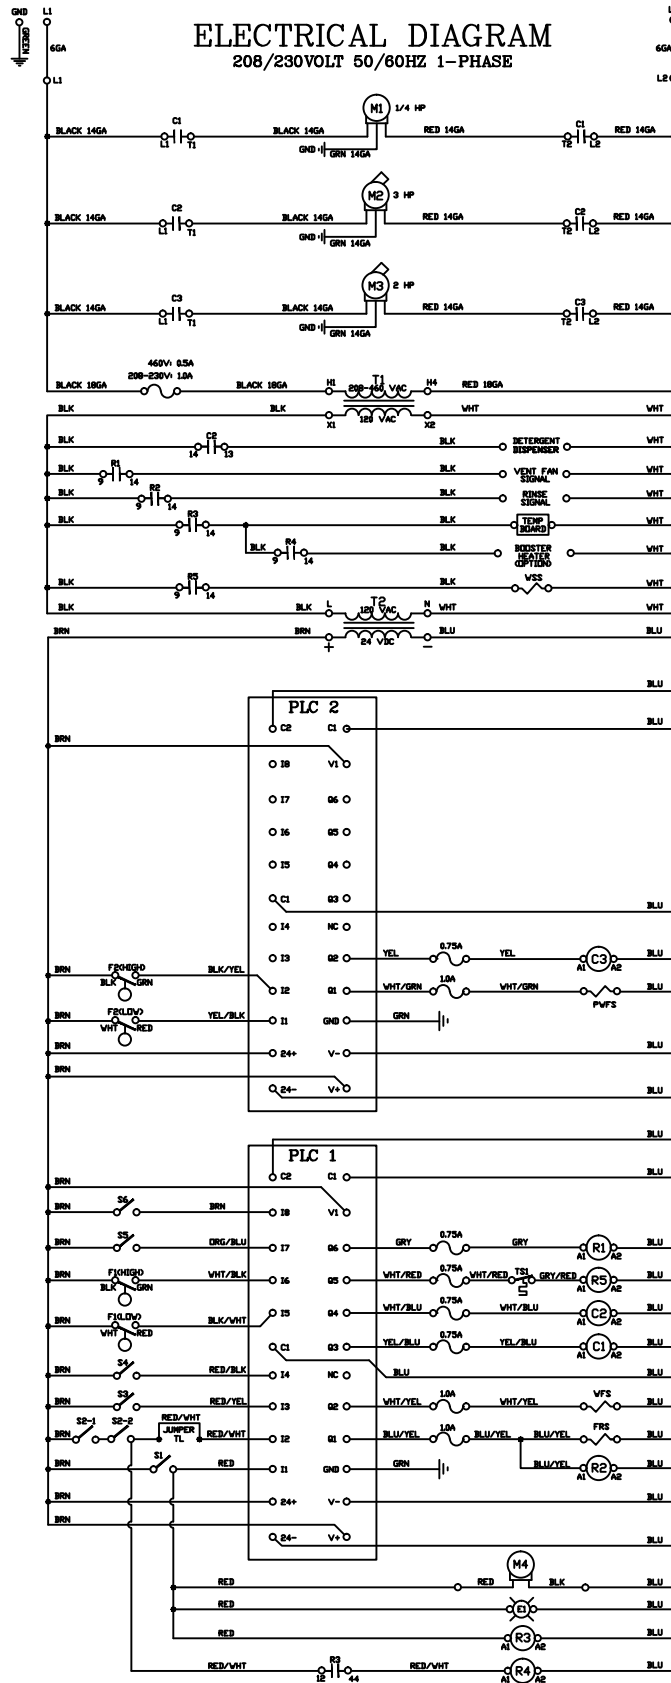 GND L1 L
GREEN
6GA 6GA
ELECTRICAL DIAGRAM
208/230VOLT 50/60HZ 1-PHASE
L1 L2
M1 1/4 HP
BLACK 14GA C1 BLACK 14GA RED 14GA C1 RED 14GA
L1 T1 GND GRN 14GA T2 L2
M2 3 HP
BLACK 14GA C2 BLACK 14GA RED 14GA C2 RED 14GA
L1 T1 GND GRN 14GA T2 L2
M3 2 HP
BLACK 14GA C3 BLACK 14GA RED 14GA C3 RED 14GA
L1 T1 GND GRN 14GA T2 L2
460V: 0.5A
208-230V: 1.0A
BLACK 18GA BLACK 18GA H1 T1 H4 RED 18GA
208-460 VAC
BLK BLK X1 120 VAC X2 WHT WHT
BLK C2 BLK DETERGENT DISPENSER WHT
14 13
BLK R1 BLK VENT FAN SIGNAL WHT
9 14
BLK R2 BLK RINSE SIGNAL WHT
9 14
BLK R3 BLK TEMP BOARD WHT
9 14
BLK R4 BLK BOOSTER HEATER (OPTION) WHT
9 14
BLK R5 BLK WSS WHT
9 14
BLK BLK L T2 N WHT WHT
120 VAC
BRN BRN + 24 VDC − BLU BLU
BLU
PLC 2
C2 C1 BLU
BRN
I8 V1
I7 Q6
I6 Q5
I5 Q4
C1 Q3 BLU
I4 NC
I3 Q2 YEL 0.75A YEL C3 BLU
A1 A2
BRN F2(HIGH) BLK/YEL
BLK GRN
I2 Q1 WHT/GRN 1.0A WHT/GRN PWFS BLU
BRN F2(LOW) YEL/BLK I1 GND GRN
WHT RED
BRN 24+ V- BLU
BRN
24- V+ BLU
BLU
PLC 1
C2 C1 BLU
BRN
BRN S6 BRN I8 V1
BRN S5 ORG/BLU I7 Q6 GRY 0.75A GRY R1 BLU
A1 A2
BRN F1(HIGH) WHT/BLK I6 Q5 WHT/RED 0.75A WHT/RED TS1 GRY/RED R5 BLU
BLK GRN A1 A2
BRN F1(LOW) BLK/WHT I5 Q4 WHT/BLU 0.75A WHT/BLU C2 BLU
WHT RED A1 A2
C1 Q3 YEL/BLU 0.75A YEL/BLU C1 BLU
A1 A2
BRN S4 RED/BLK I4 NC BLU BLU
BRN S3 RED/YEL I3 Q2 WHT/YEL 1.0A WHT/YEL WFS BLU
BRN S2-1 S2-2 RED/WHT JUMPER TL RED/WHT I2 Q1 BLU/YEL 1.0A BLU/YEL BLU/YEL FRS BLU
BRN S1 RED I1 GND GRN BLU/YEL R2 BLU
A1 A2
BRN 24+ V- BLU
BRN
24- V+ BLU
M4
RED RED BLK BLU
RED E1 BLU
RED R3 BLU
A1 A2
RED/WHT R3 RED/WHT R4 BLU
12 44 A1 A2